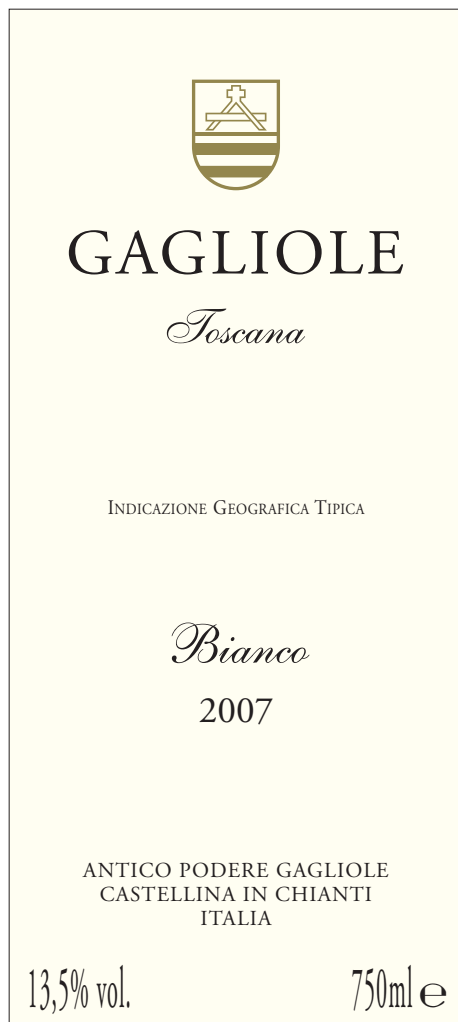 GAGLIOLE
Toscana
INDICAZIONE GEOGRAFICA TIPICA
Bianco
2007
ANTICO PODERE GAGLIOLE
CASTELLINA IN CHIANTI
ITALIA
13,5% vol. 750ml ℮